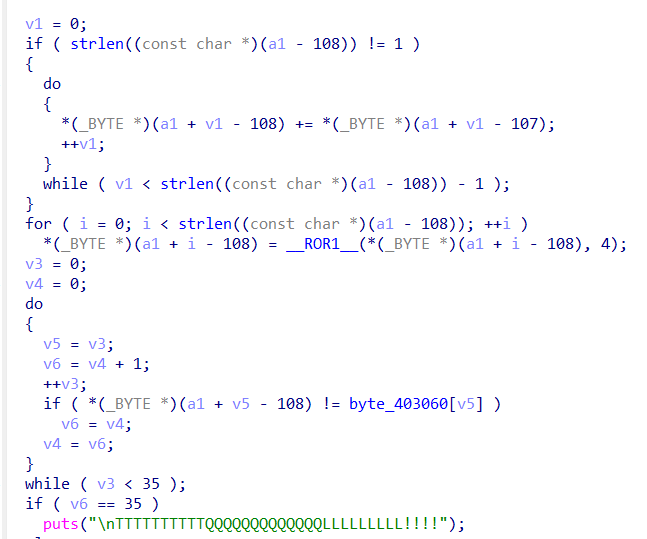 v1 = 0;
if ( strlen((const char *)(a1 - 108)) != 1 )
{
do
{
*(_BYTE *)(a1 + v1 - 108) += *(_BYTE *)(a1 + v1 - 107);
++v1;
}
while ( v1 < strlen((const char *)(a1 - 108)) - 1 );
}
for ( i = 0; i < strlen((const char *)(a1 - 108)); ++i )
*(_BYTE *)(a1 + i - 108) = __ROR1__(*(_BYTE *)(a1 + i - 108), 4);
v3 = 0;
v4 = 0;
do
{
v5 = v3;
v6 = v4 + 1;
++v3;
if ( *(_BYTE *)(a1 + v5 - 108) != byte_403060[v5] )
v6 = v4;
v4 = v6;
}
while ( v3 < 35 );
if ( v6 == 35 )
puts("\nTTTTTTTTTTQQQQQQQQQQQQQLLLLLLLLL!!!!");